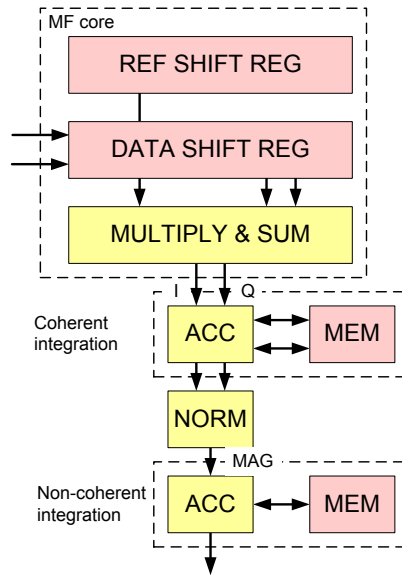 MF core
REF SHIFT REG
DATA SHIFT REG
MULTIPLY & SUM
I Q
Coherent
integration
ACC
MEM
NORM
MAG
Non-coherent
integration
ACC
MEM